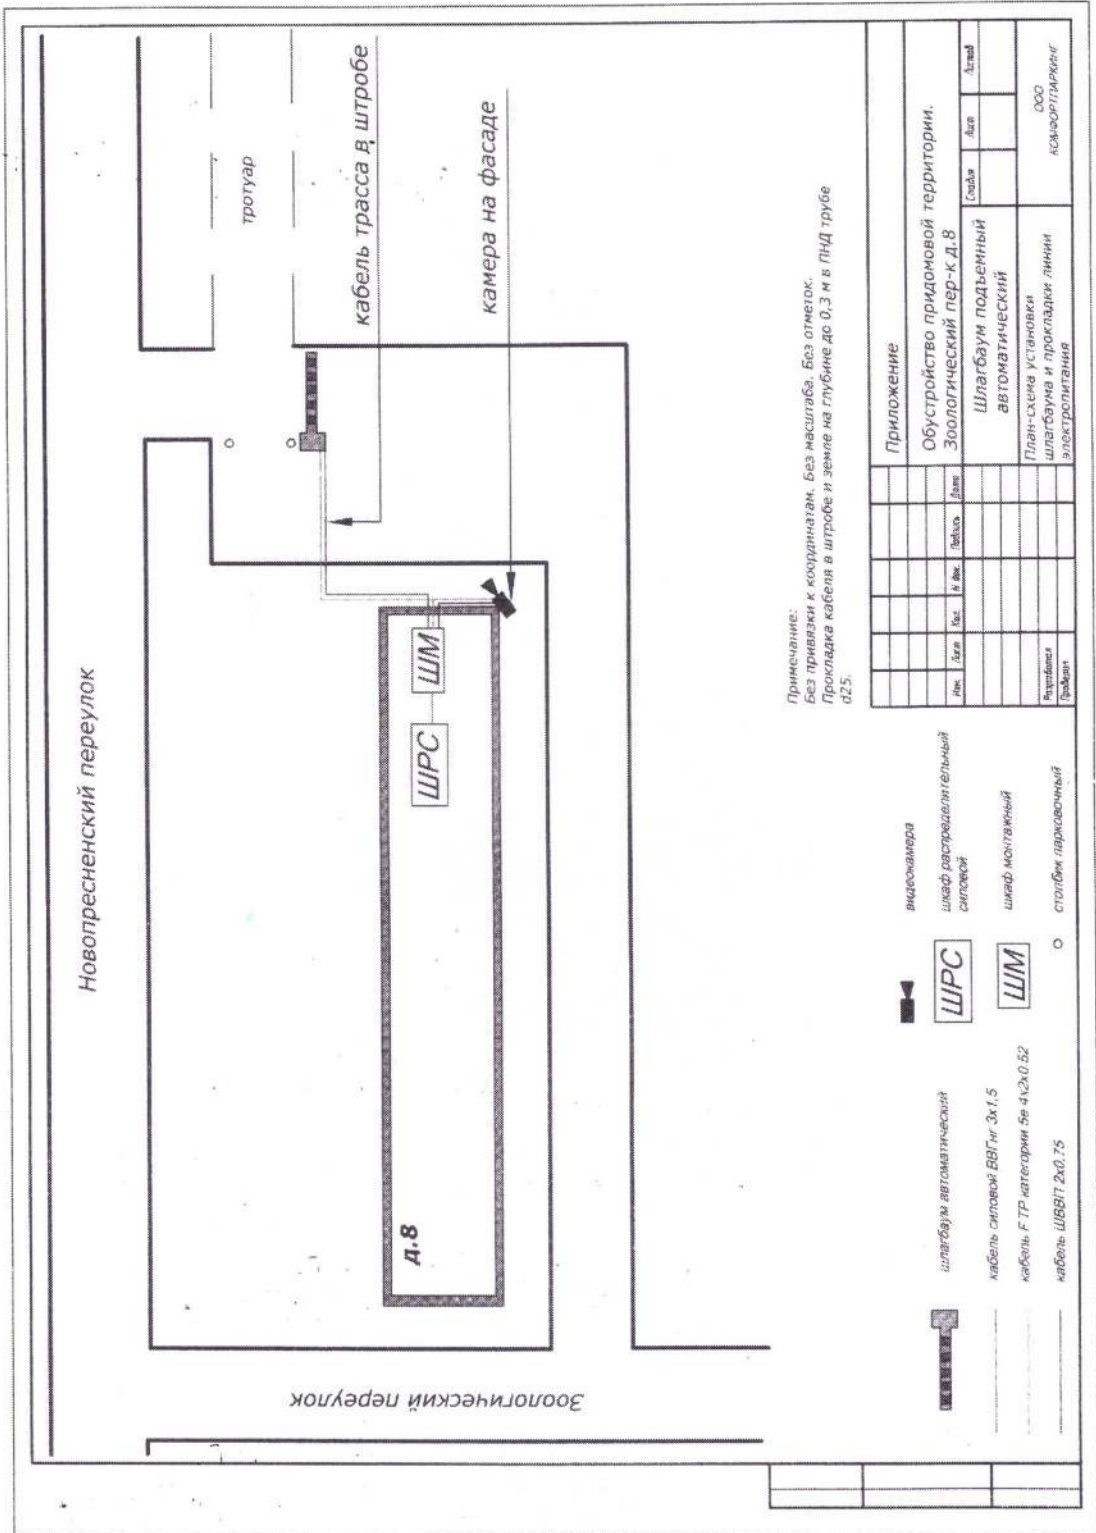 Новопресненский переулок
тротуар
кабель трасса в штробе
камера на фасаде
ШРС
ШМ
д.8
Зоологический переулок
Примечание:
Без привязки к координатам. Без масштаба. Без отметок.
Прокладка кабеля в штробе и земле на глубине до 0,3 м в ПНД трубе
d25.
шлагбаум автоматический
кабель силовой ВВГнг 3х1,5
кабель FTP категории 5е 4х2х0.52
кабель ШВВП 2х0,75
видеокамера
ШРС
шкаф распределительный
силовой
ШМ
шкаф монтажный
столбик парковочный
Приложение
Обустройство придомовой территории.
Зоологический пер-к д.8
Изм. Лист Кол. N док. Подпись Дата
Шлагбаум подъемный
автоматический
Стадия Лист Листов
Разработал
Проверил
План-схема установки
шлагбаума и прокладки линии
электропитания
ООО
КОМФОРТПАРКИНГ